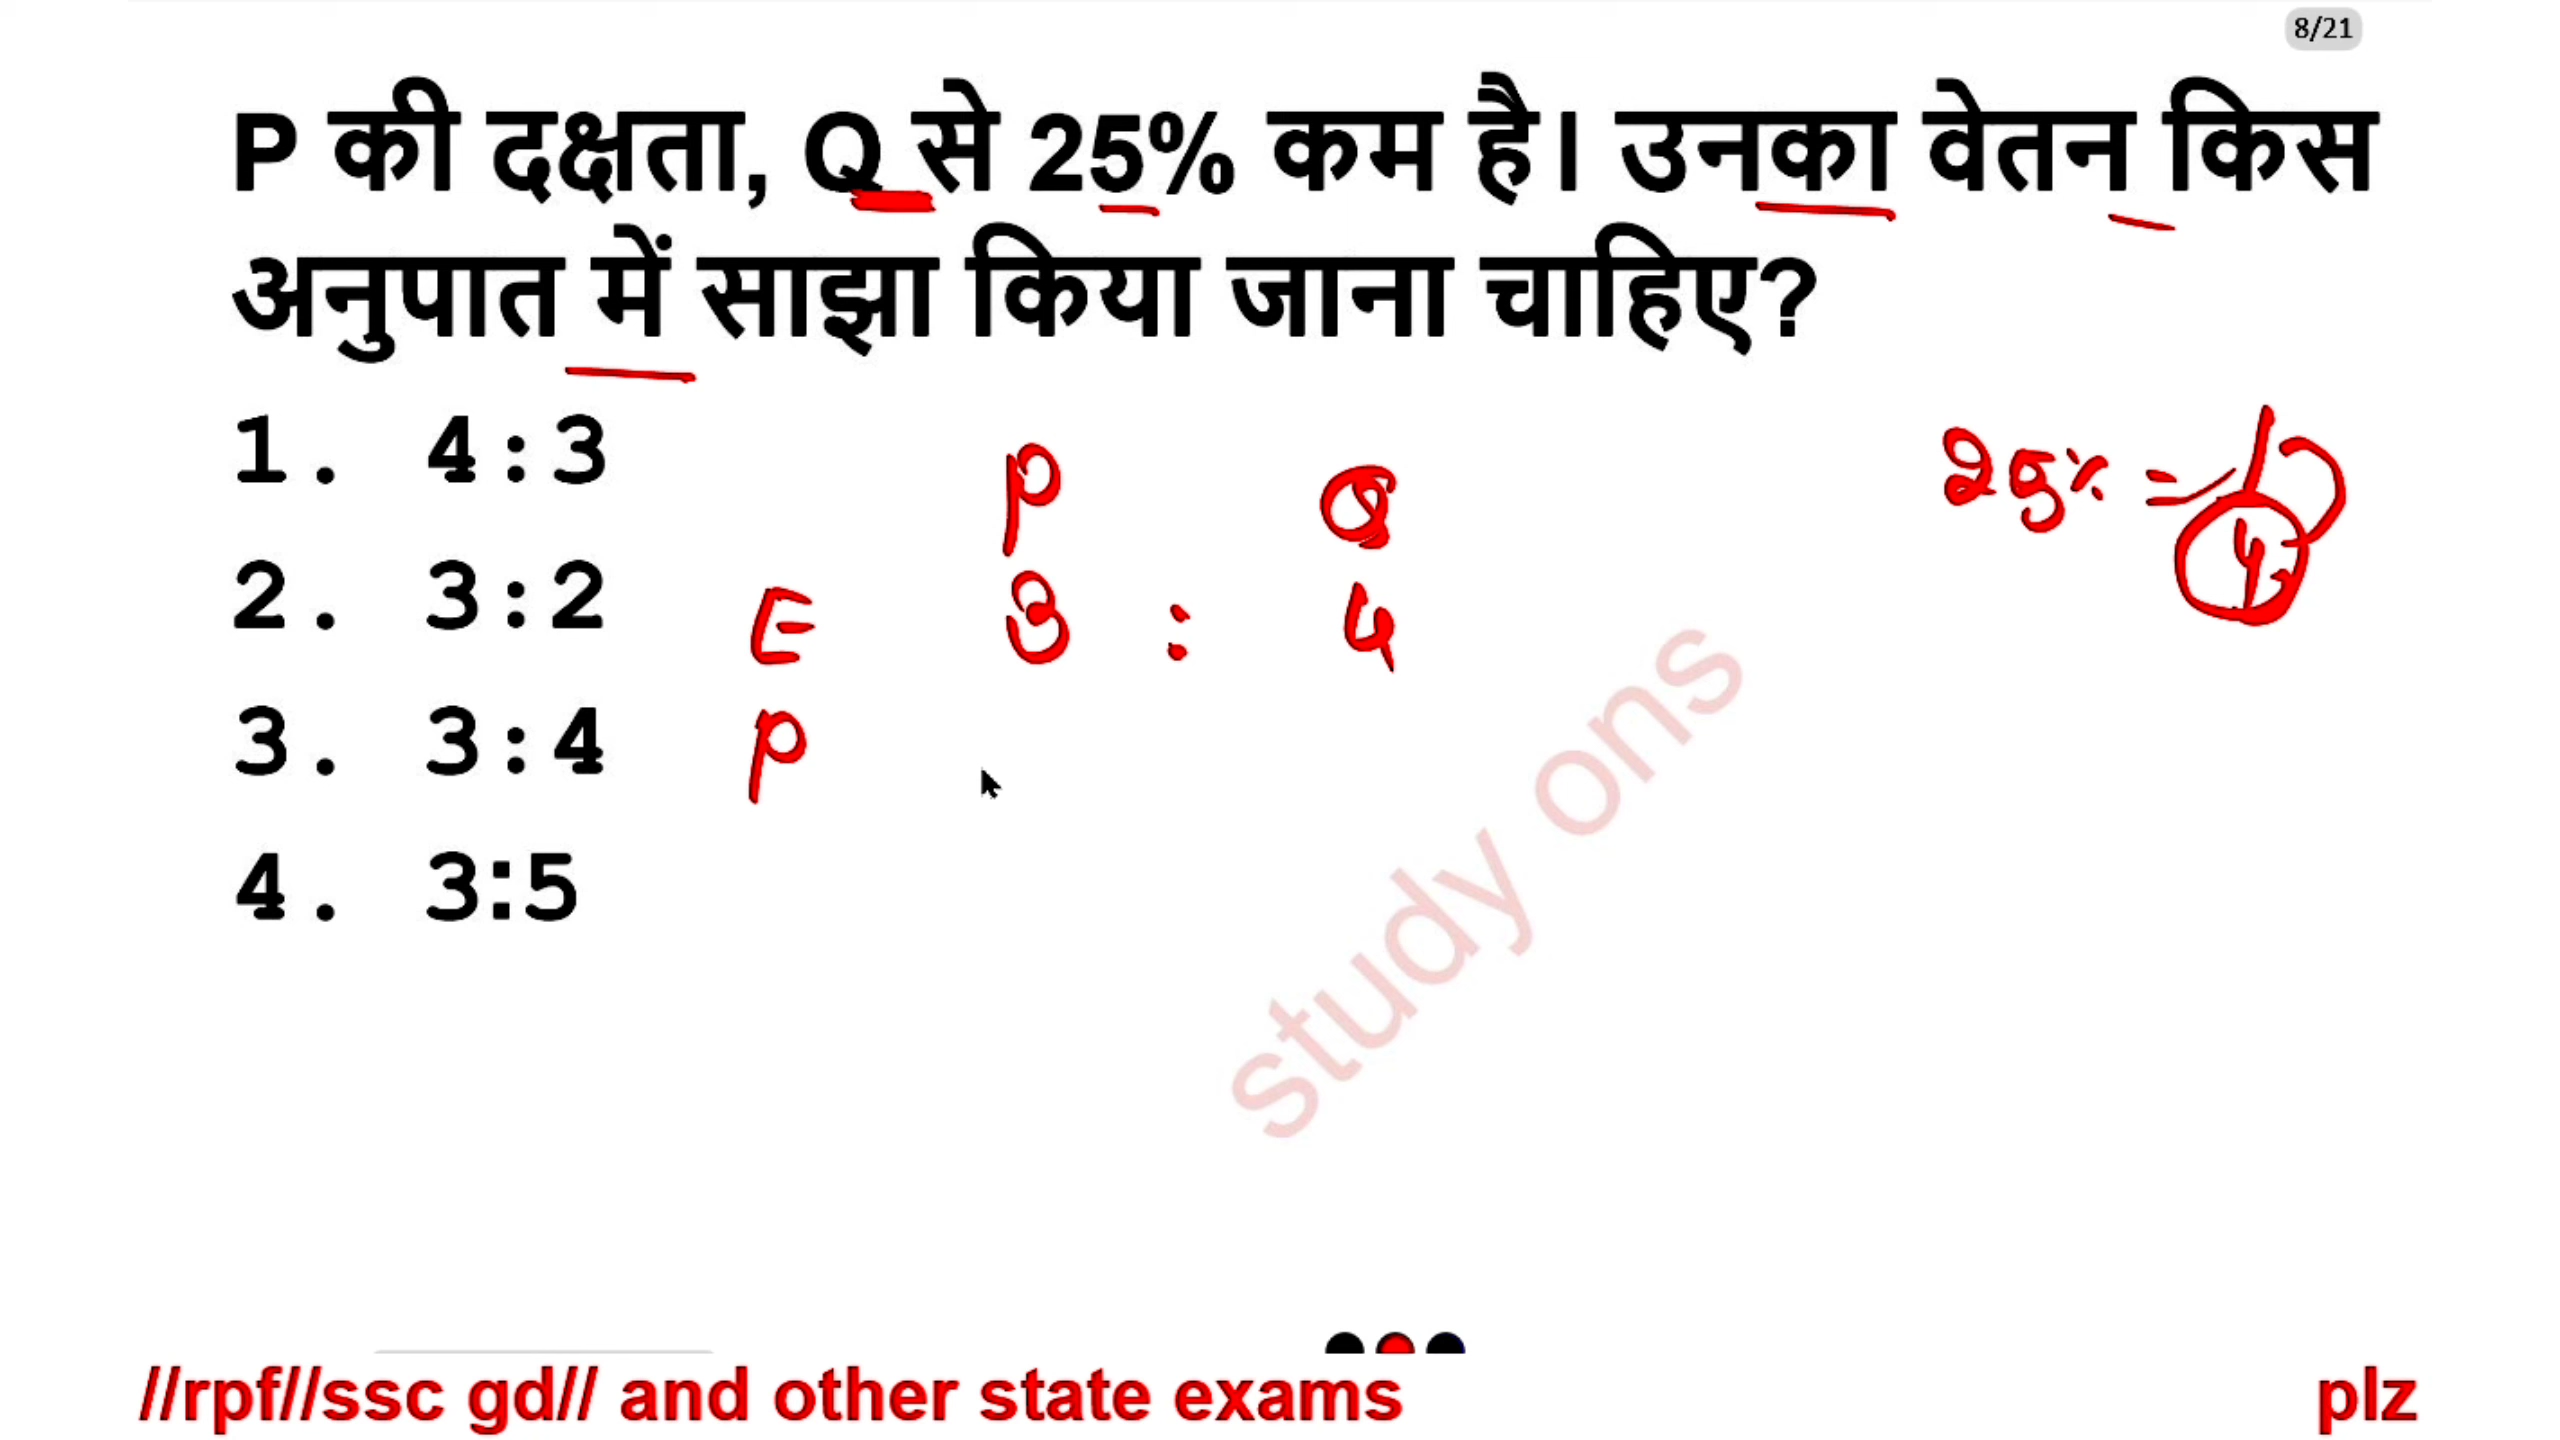 8/21
P की दक्षता, Q से 25% कम है। उनका वेतन किस
अनुपात में साझा किया जाना चाहिए?
1. 4:3
2. 3:2
3. 3:4
4. 3:5
P Q
E 3 : 4
P
25% = 1/4
study ons
//rpf//ssc gd// and other state exams
plz